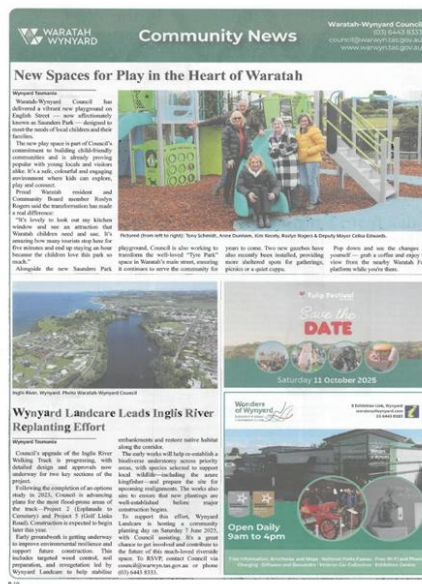 WARATAH
WYNYARD
Community News
Waratah-Wynyard Council
(03) 6443 8333
council@warwyn.tas.gov.au
www.warwyn.tas.gov.au
New Spaces for Play in the Heart of Waratah
Wynyard Tasmania
Waratah-Wynyard Council has
delivered a vibrant new playground on
English Street — now affectionately
known as Saunders Park — designed to
meet the needs of local children and their
families.
The new play space is part of Council's
commitment to building child-friendly
communities and is already proving
popular with young locals and visitors
alike. It's a safe, colourful and engaging
environment where kids can explore,
play and connect.
Proud Waratah resident and
Community Board member Roslyn
Rogers said the transformation has made
a real difference:
"It's lovely to look out my kitchen
window and see an attraction that
Waratah children need and use. It's
amazing how many tourists stop here for
five minutes and end up staying an hour
because the children love this park so
much."
Alongside the new Saunders Park
Pictured (from left to right): Tony Schmidt, Anne Dunham, Kim Kecely, Roslyn Rogers & Deputy Mayor Celisa Edwards.
playground, Council is also working to
transform the well-loved "Tyre Park"
space in Waratah's main street, ensuring
it continues to serve the community for
years to come. Two new gazebos have
also recently been installed, providing
more sheltered spots for gatherings,
picnics or a quiet cuppa.
Pop down and see the changes
yourself — grab a coffee and enjoy
view from the nearby Waratah F
platform while you're there.
Inglis River, Wynyard. Photo Waratah-Wynyard Council
Tulip Festival
Save the
DATE
Saturday 11 October 2025
Wynyard Landcare Leads Inglis River
Replanting Effort
Wynyard Tasmania
Council's upgrade of the Inglis River
Walking Track is progressing, with
detailed design and approvals now
underway for two key sections of the
project.
Following the completion of an options
study in 2023, Council is advancing
plans for the most flood-prone areas of
the track—Project 2 (Esplanade to
Cemetery) and Project 5 (Golf Links
Road). Construction is expected to begin
later this year.
Early groundwork is getting underway
to improve environmental resilience and
support future construction. This
includes targeted weed control, soil
preparation, and revegetation led by
Wynyard Landcare to help stabilise
embankments and restore native habitat
along the corridor.
The early works will help re-establish a
biodiverse understory across priority
areas, with species selected to support
local wildlife—including the azure
kingfisher—and prepare the site for
upcoming realignments. The works also
aim to ensure that new plantings are
well-established before major
construction begins.
To support this effort, Wynyard
Landcare is hosting a community
planting day on Saturday 7 June 2025,
with Council assisting. It's a great
chance to get involved and contribute to
the future of this much-loved riverside
space. To RSVP, contact Council via
council@warwyn.tas.gov.au or phone
(03) 6443 8333.
Wonders
of Wynyard
8 Exhibition Link, Wynyard
Open Daily
9am to 4pm